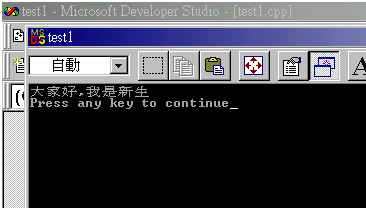 test1 - Microsoft Developer Studio - [test1.cpp]
test1
自動
A
大家好,我是新生
Press any key to continue_